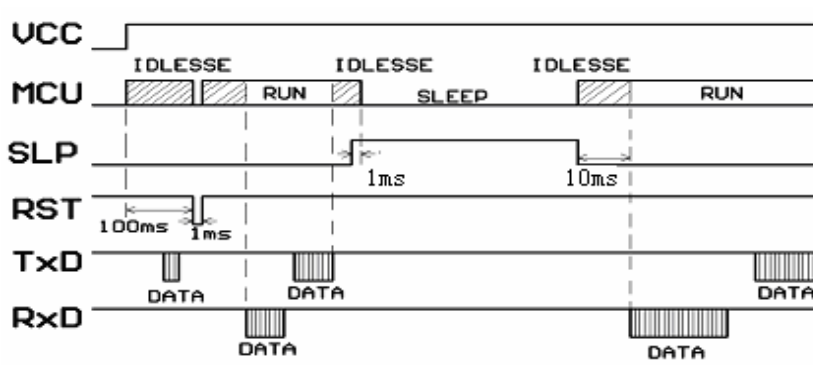 VCC
IDLESSE IDLESSE IDLESSE
MCU RUN SLEEP RUN
SLP
1ms 10ms
RST
100ms 1ms
TxD
DATA DATA DATA
RxD
DATA DATA